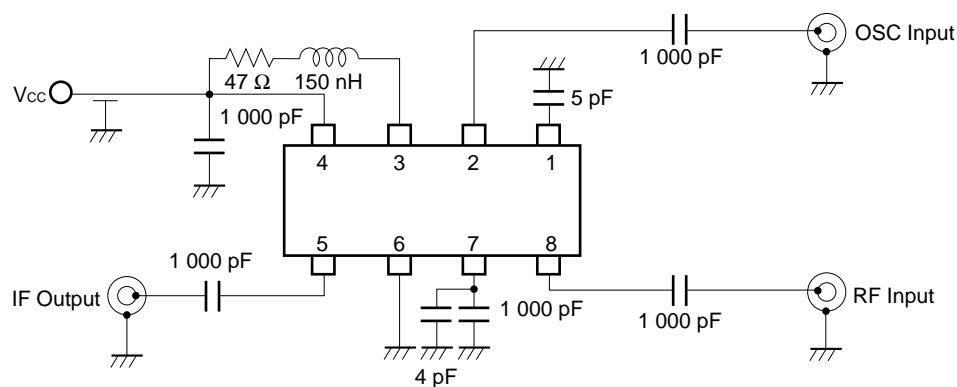 OSC Input
1 000 pF
47 Ω
150 nH
5 pF
VCC
1 000 pF
4
3
2
1
5
6
7
8
1 000 pF
IF Output
1 000 pF
RF Input
1 000 pF
4 pF